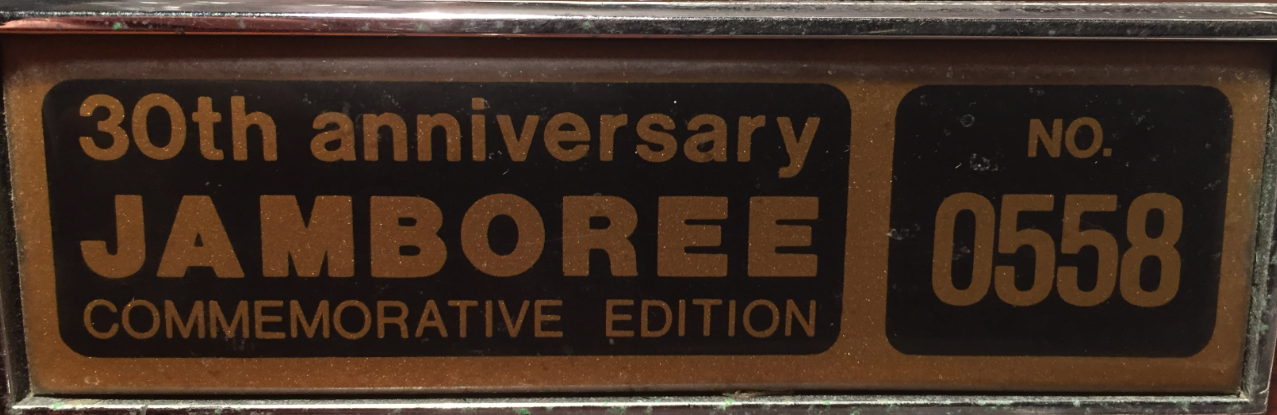 30th anniversary
JAMBOREE
COMMEMORATIVE EDITION
NO.
0558